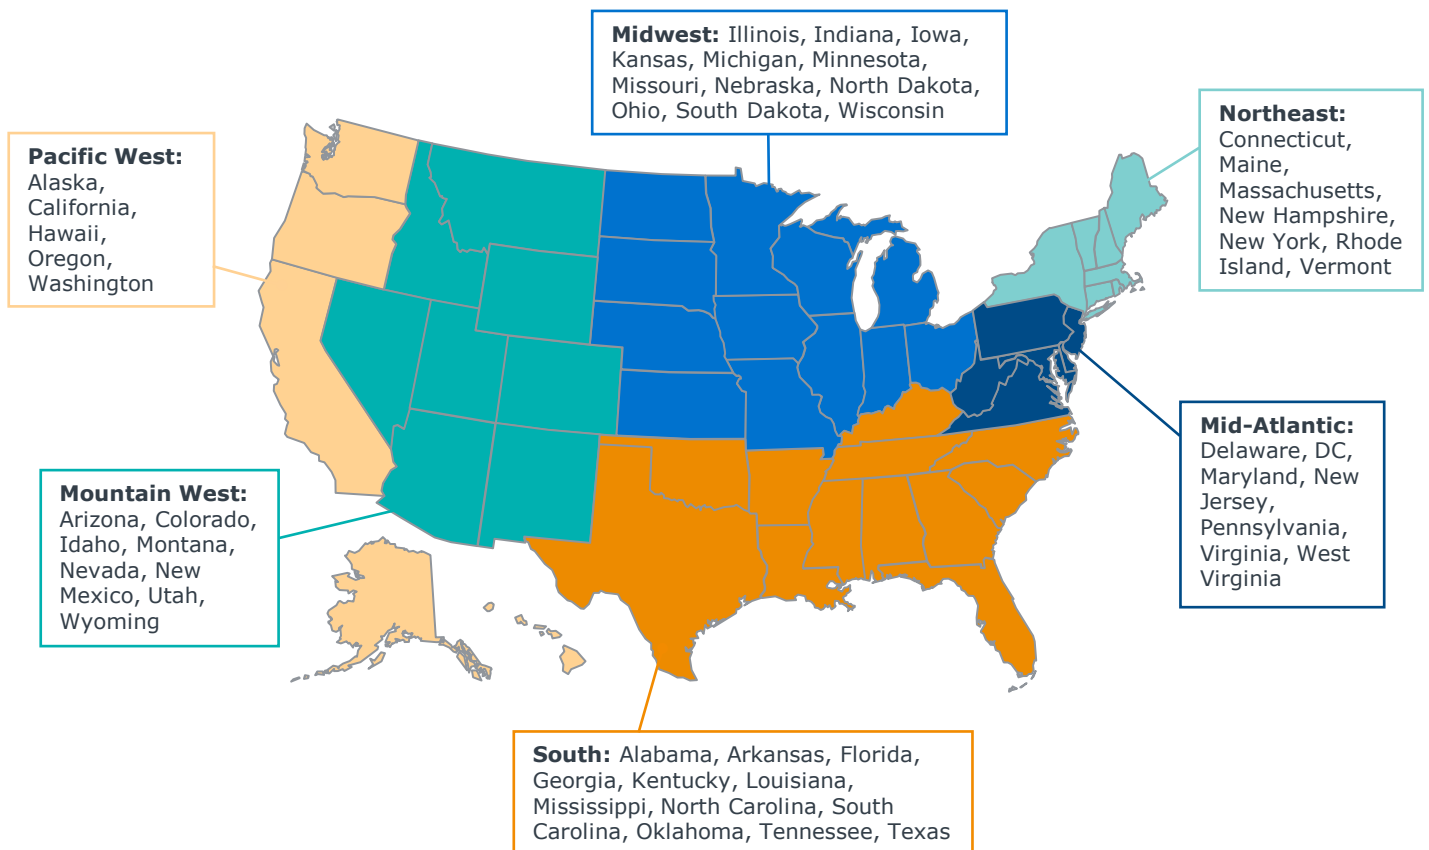 Midwest: Illinois, Indiana, Iowa,
Kansas, Michigan, Minnesota,
Missouri, Nebraska, North Dakota,
Ohio, South Dakota, Wisconsin
Northeast:
Connecticut,
Maine,
Massachusetts,
New Hampshire,
New York, Rhode
Island, Vermont
Pacific West:
Alaska,
California,
Hawaii,
Oregon,
Washington
Mid-Atlantic:
Delaware, DC,
Maryland, New
Jersey,
Pennsylvania,
Virginia, West
Virginia
Mountain West:
Arizona, Colorado,
Idaho, Montana,
Nevada, New
Mexico, Utah,
Wyoming
South: Alabama, Arkansas, Florida,
Georgia, Kentucky, Louisiana,
Mississippi, North Carolina, South
Carolina, Oklahoma, Tennessee, Texas